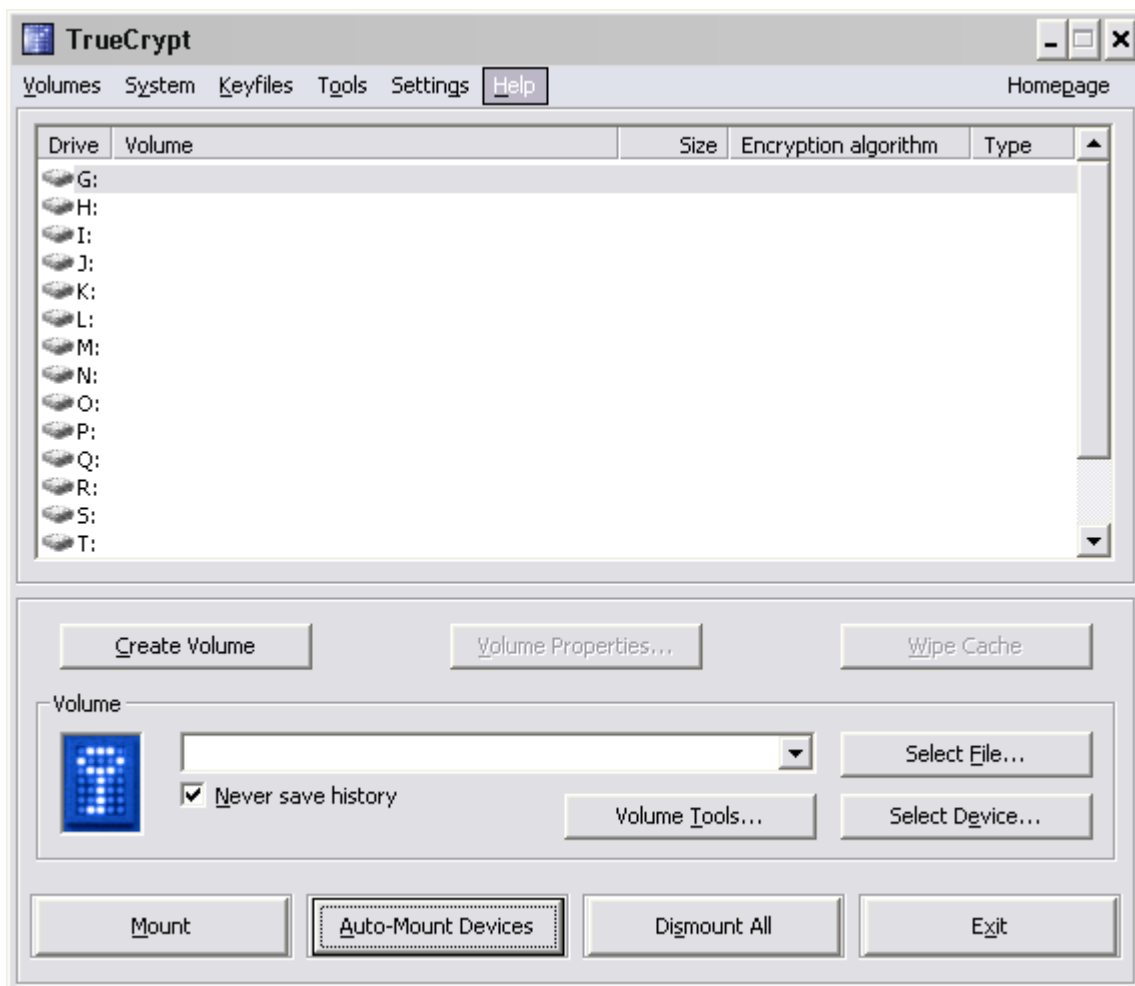 TrueCrypt
Volumes System Keyfiles Tools Settings Help Homepage
Drive Volume Size Encryption algorithm Type
G:
H:
I:
J:
K:
L:
M:
N:
O:
P:
Q:
R:
S:
T:
Create Volume Volume Properties... Wipe Cache
Volume
Select File...
Never save history
Volume Tools... Select Device...
Mount Auto-Mount Devices Dismount All Exit